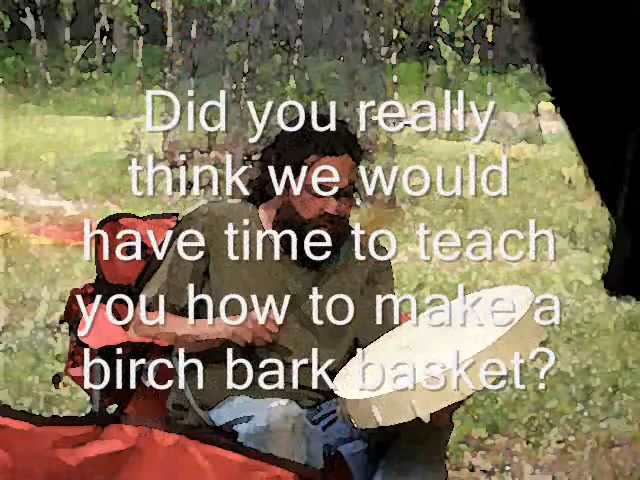 Did you really
think we would
have time to teach
you how to make a
birch bark basket?